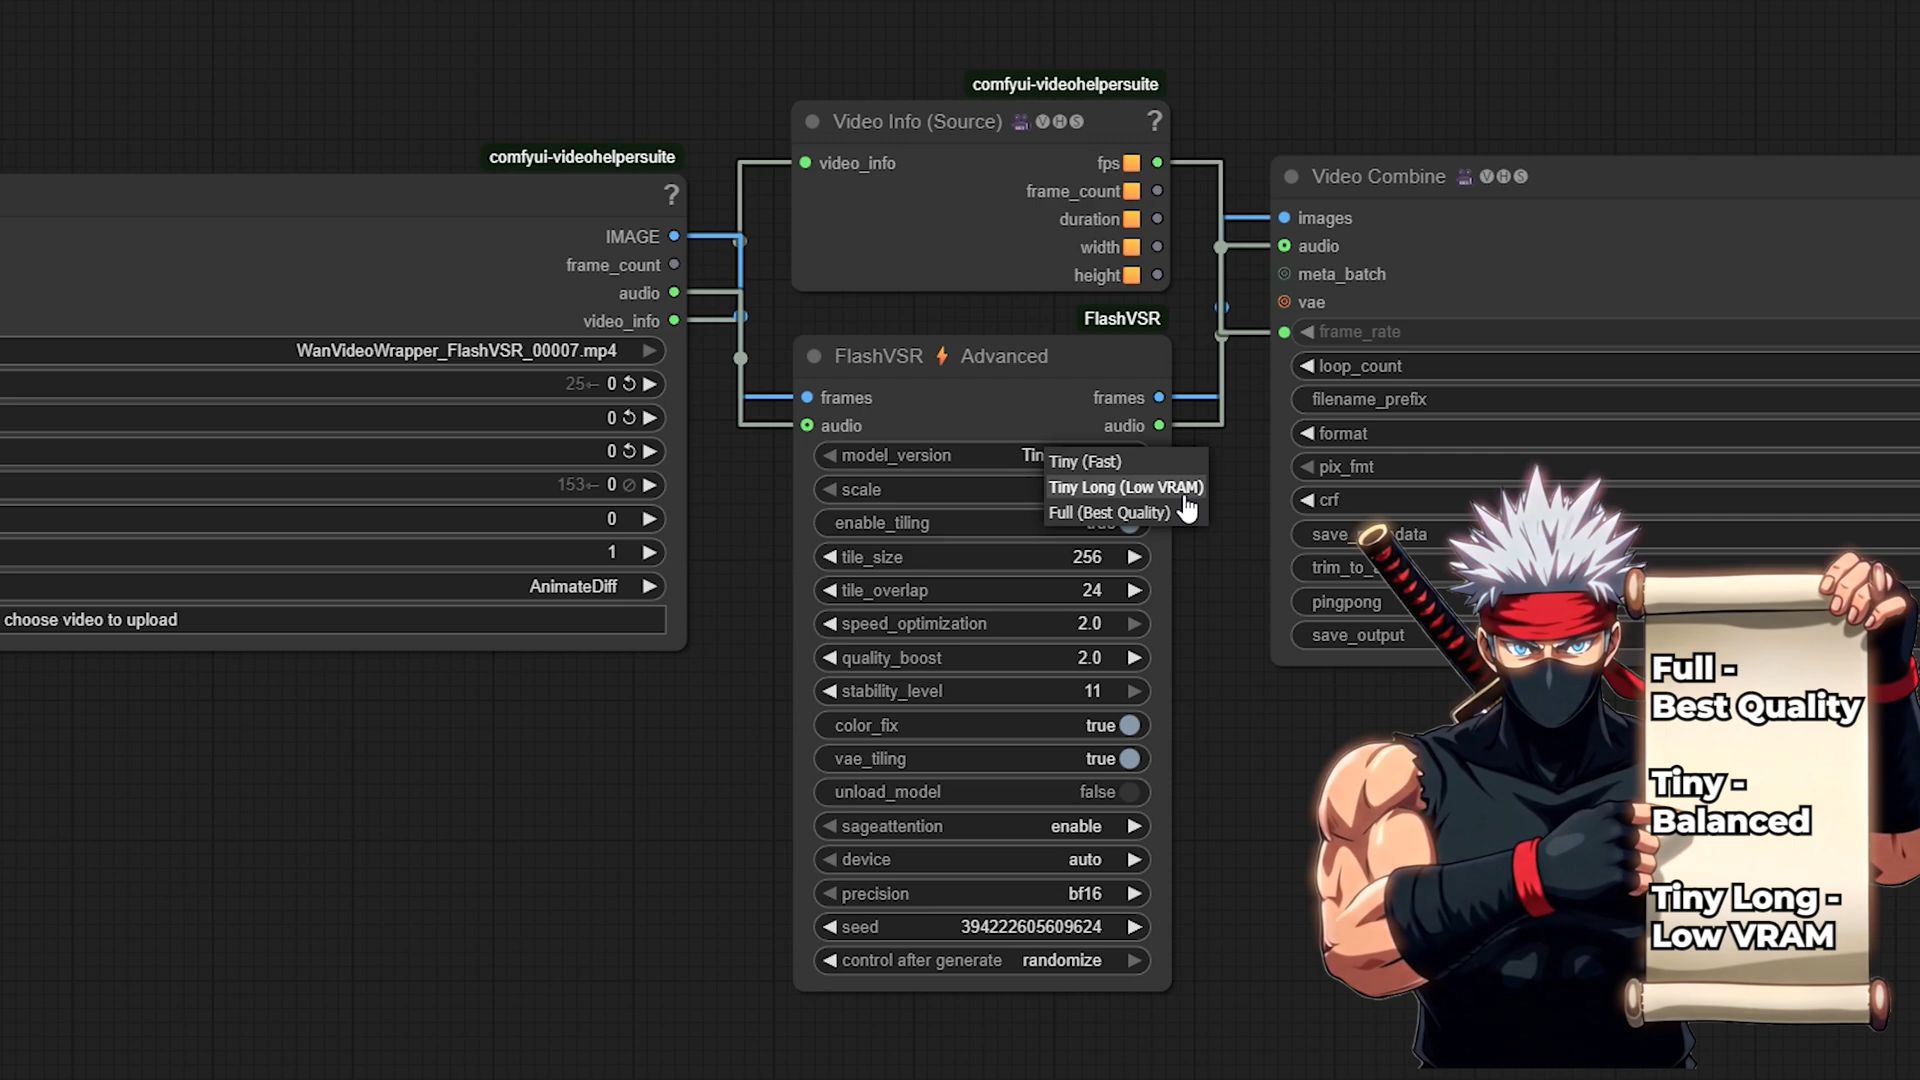 comfyui-videohelpersuite
?
IMAGE
frame_count
audio
video_info
WanVideoWrapper_FlashVSR_00007.mp4
25← 0
0
0
153← 0
0
1
AnimateDiff
choose video to upload
comfyui-videohelpersuite
Video Info (Source) VHS ?
video_info fps
frame_count
duration
width
height
FlashVSR
FlashVSR Advanced
frames frames
audio audio
model_version
Tiny (Fast)
Tiny Long (Low VRAM)
Full (Best Quality)
scale
enable_tiling
tile_size 256
tile_overlap 24
speed_optimization 2.0
quality_boost 2.0
stability_level 11
color_fix true
vae_tiling true
unload_model false
sageattention enable
device auto
precision bf16
seed 394222605609624
control after generate randomize
Video Combine VHS
images
audio
meta_batch
vae
frame_rate
loop_count
filename_prefix
format
pix_fmt
crf
pingpong
save_output
Full -
Best Quality
Tiny -
Balanced
Tiny Long -
Low VRAM